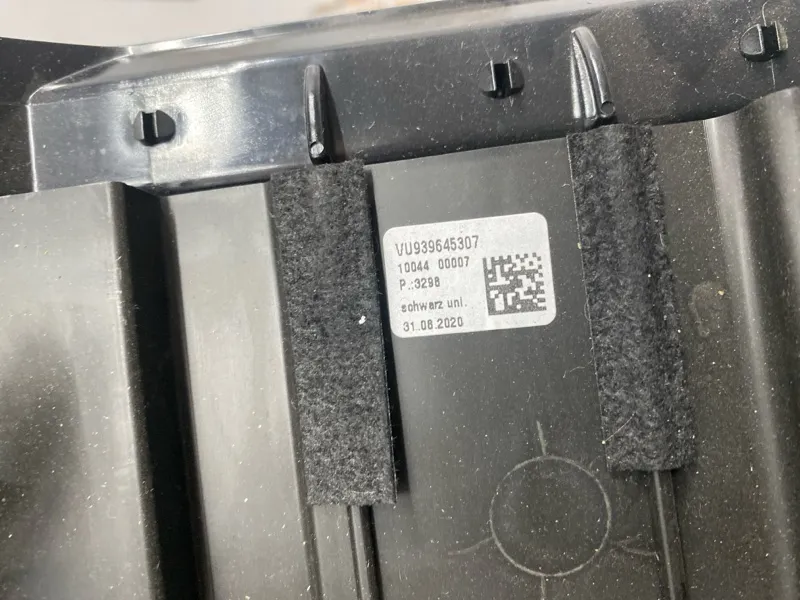 VU939645307
10044 00007
P.:3298
schwarz uni.
31.08.2020